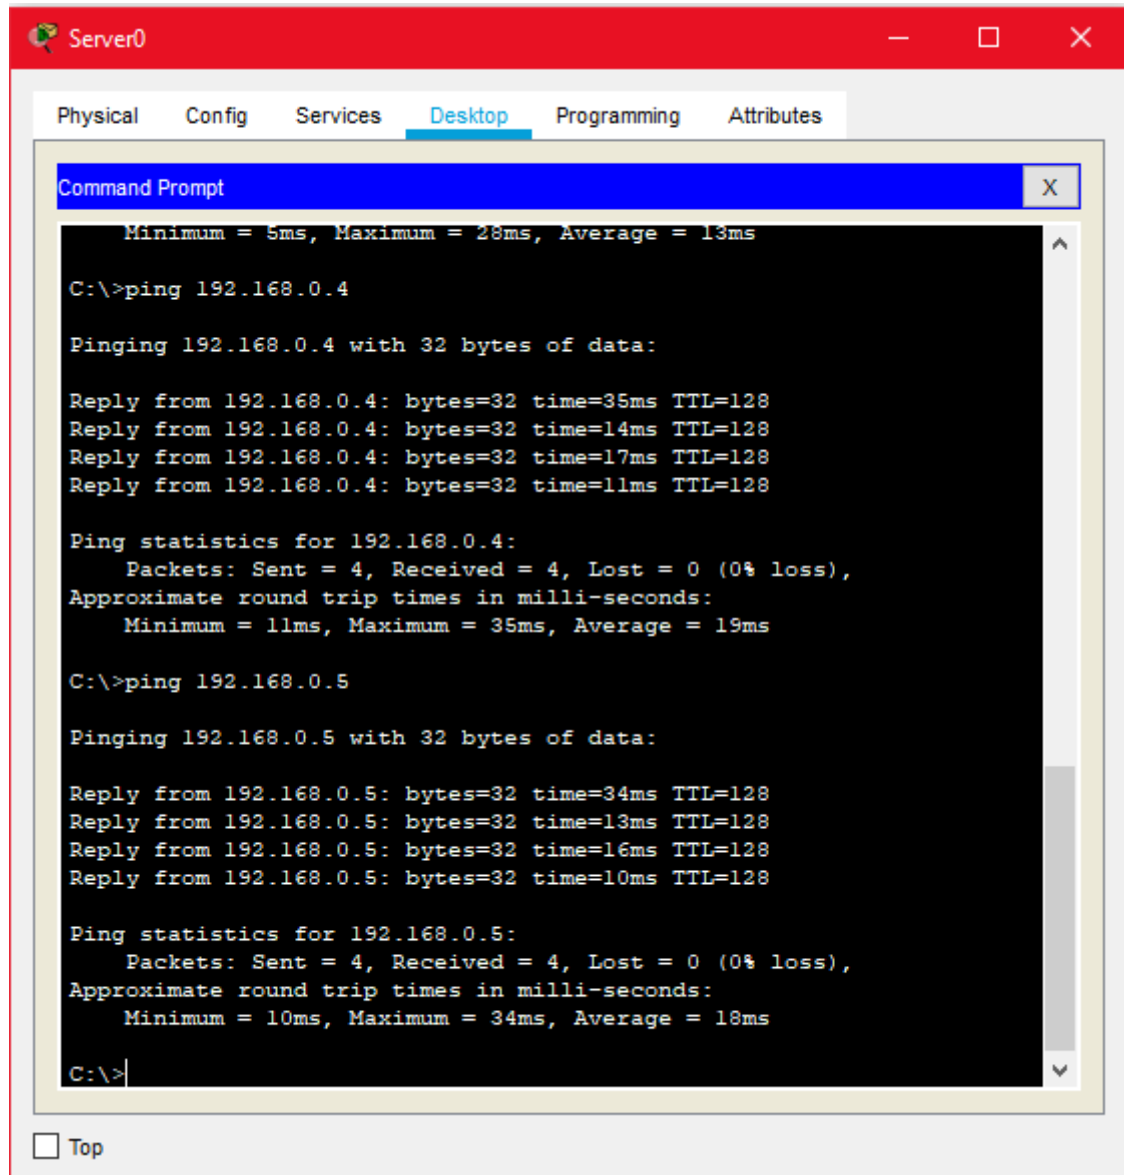 Server0
Physical Config Services Desktop Programming Attributes
Command Prompt X
Minimum = 5ms, Maximum = 28ms, Average = 13ms
C:\>ping 192.168.0.4
Pinging 192.168.0.4 with 32 bytes of data:
Reply from 192.168.0.4: bytes=32 time=35ms TTL=128
Reply from 192.168.0.4: bytes=32 time=14ms TTL=128
Reply from 192.168.0.4: bytes=32 time=17ms TTL=128
Reply from 192.168.0.4: bytes=32 time=11ms TTL=128
Ping statistics for 192.168.0.4:
Packets: Sent = 4, Received = 4, Lost = 0 (0% loss),
Approximate round trip times in milli-seconds:
Minimum = 11ms, Maximum = 35ms, Average = 19ms
C:\>ping 192.168.0.5
Pinging 192.168.0.5 with 32 bytes of data:
Reply from 192.168.0.5: bytes=32 time=34ms TTL=128
Reply from 192.168.0.5: bytes=32 time=13ms TTL=128
Reply from 192.168.0.5: bytes=32 time=16ms TTL=128
Reply from 192.168.0.5: bytes=32 time=10ms TTL=128
Ping statistics for 192.168.0.5:
Packets: Sent = 4, Received = 4, Lost = 0 (0% loss),
Approximate round trip times in milli-seconds:
Minimum = 10ms, Maximum = 34ms, Average = 18ms
C:\>
Top